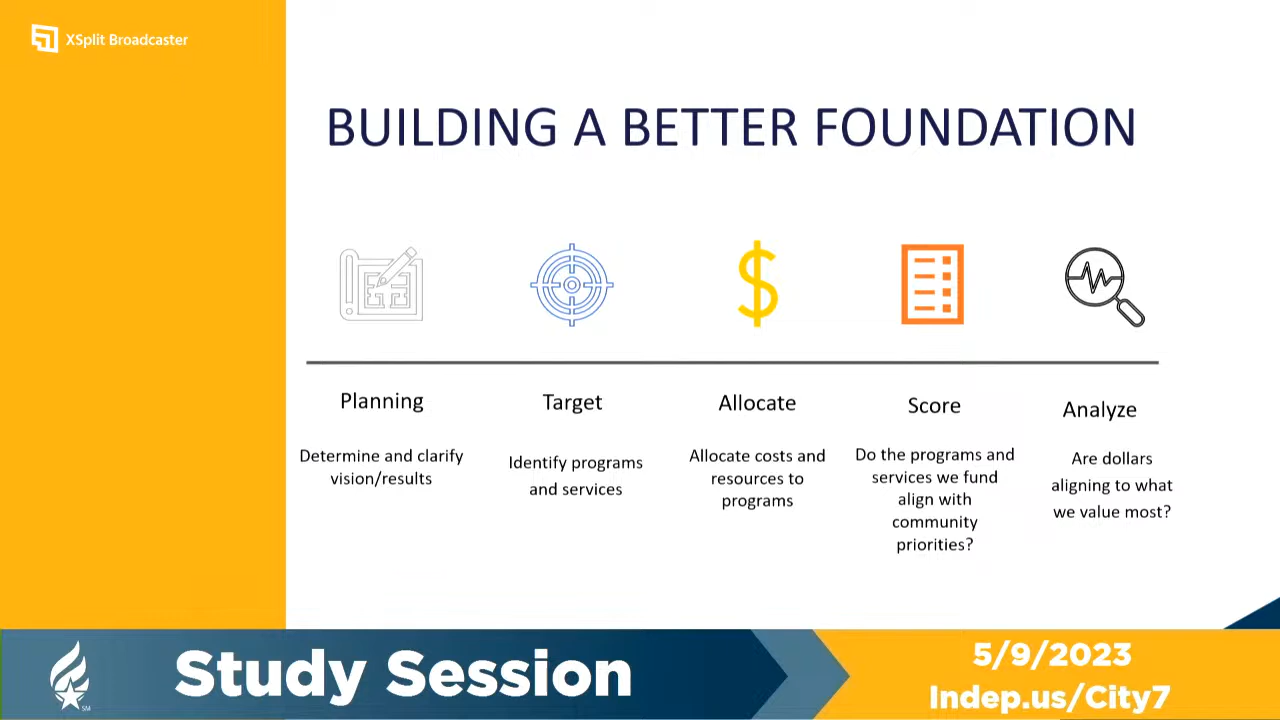 XSplit Broadcaster
BUILDING A BETTER FOUNDATION
Planning
Determine and clarify
vision/results
Target
Identify programs
and services
Allocate
Allocate costs and
resources to
programs
Score
Do the programs and
services we fund
align with
community
priorities?
Analyze
Are dollars
aligning to what
we value most?
SM
Study Session
5/9/2023
Indep.us/City7